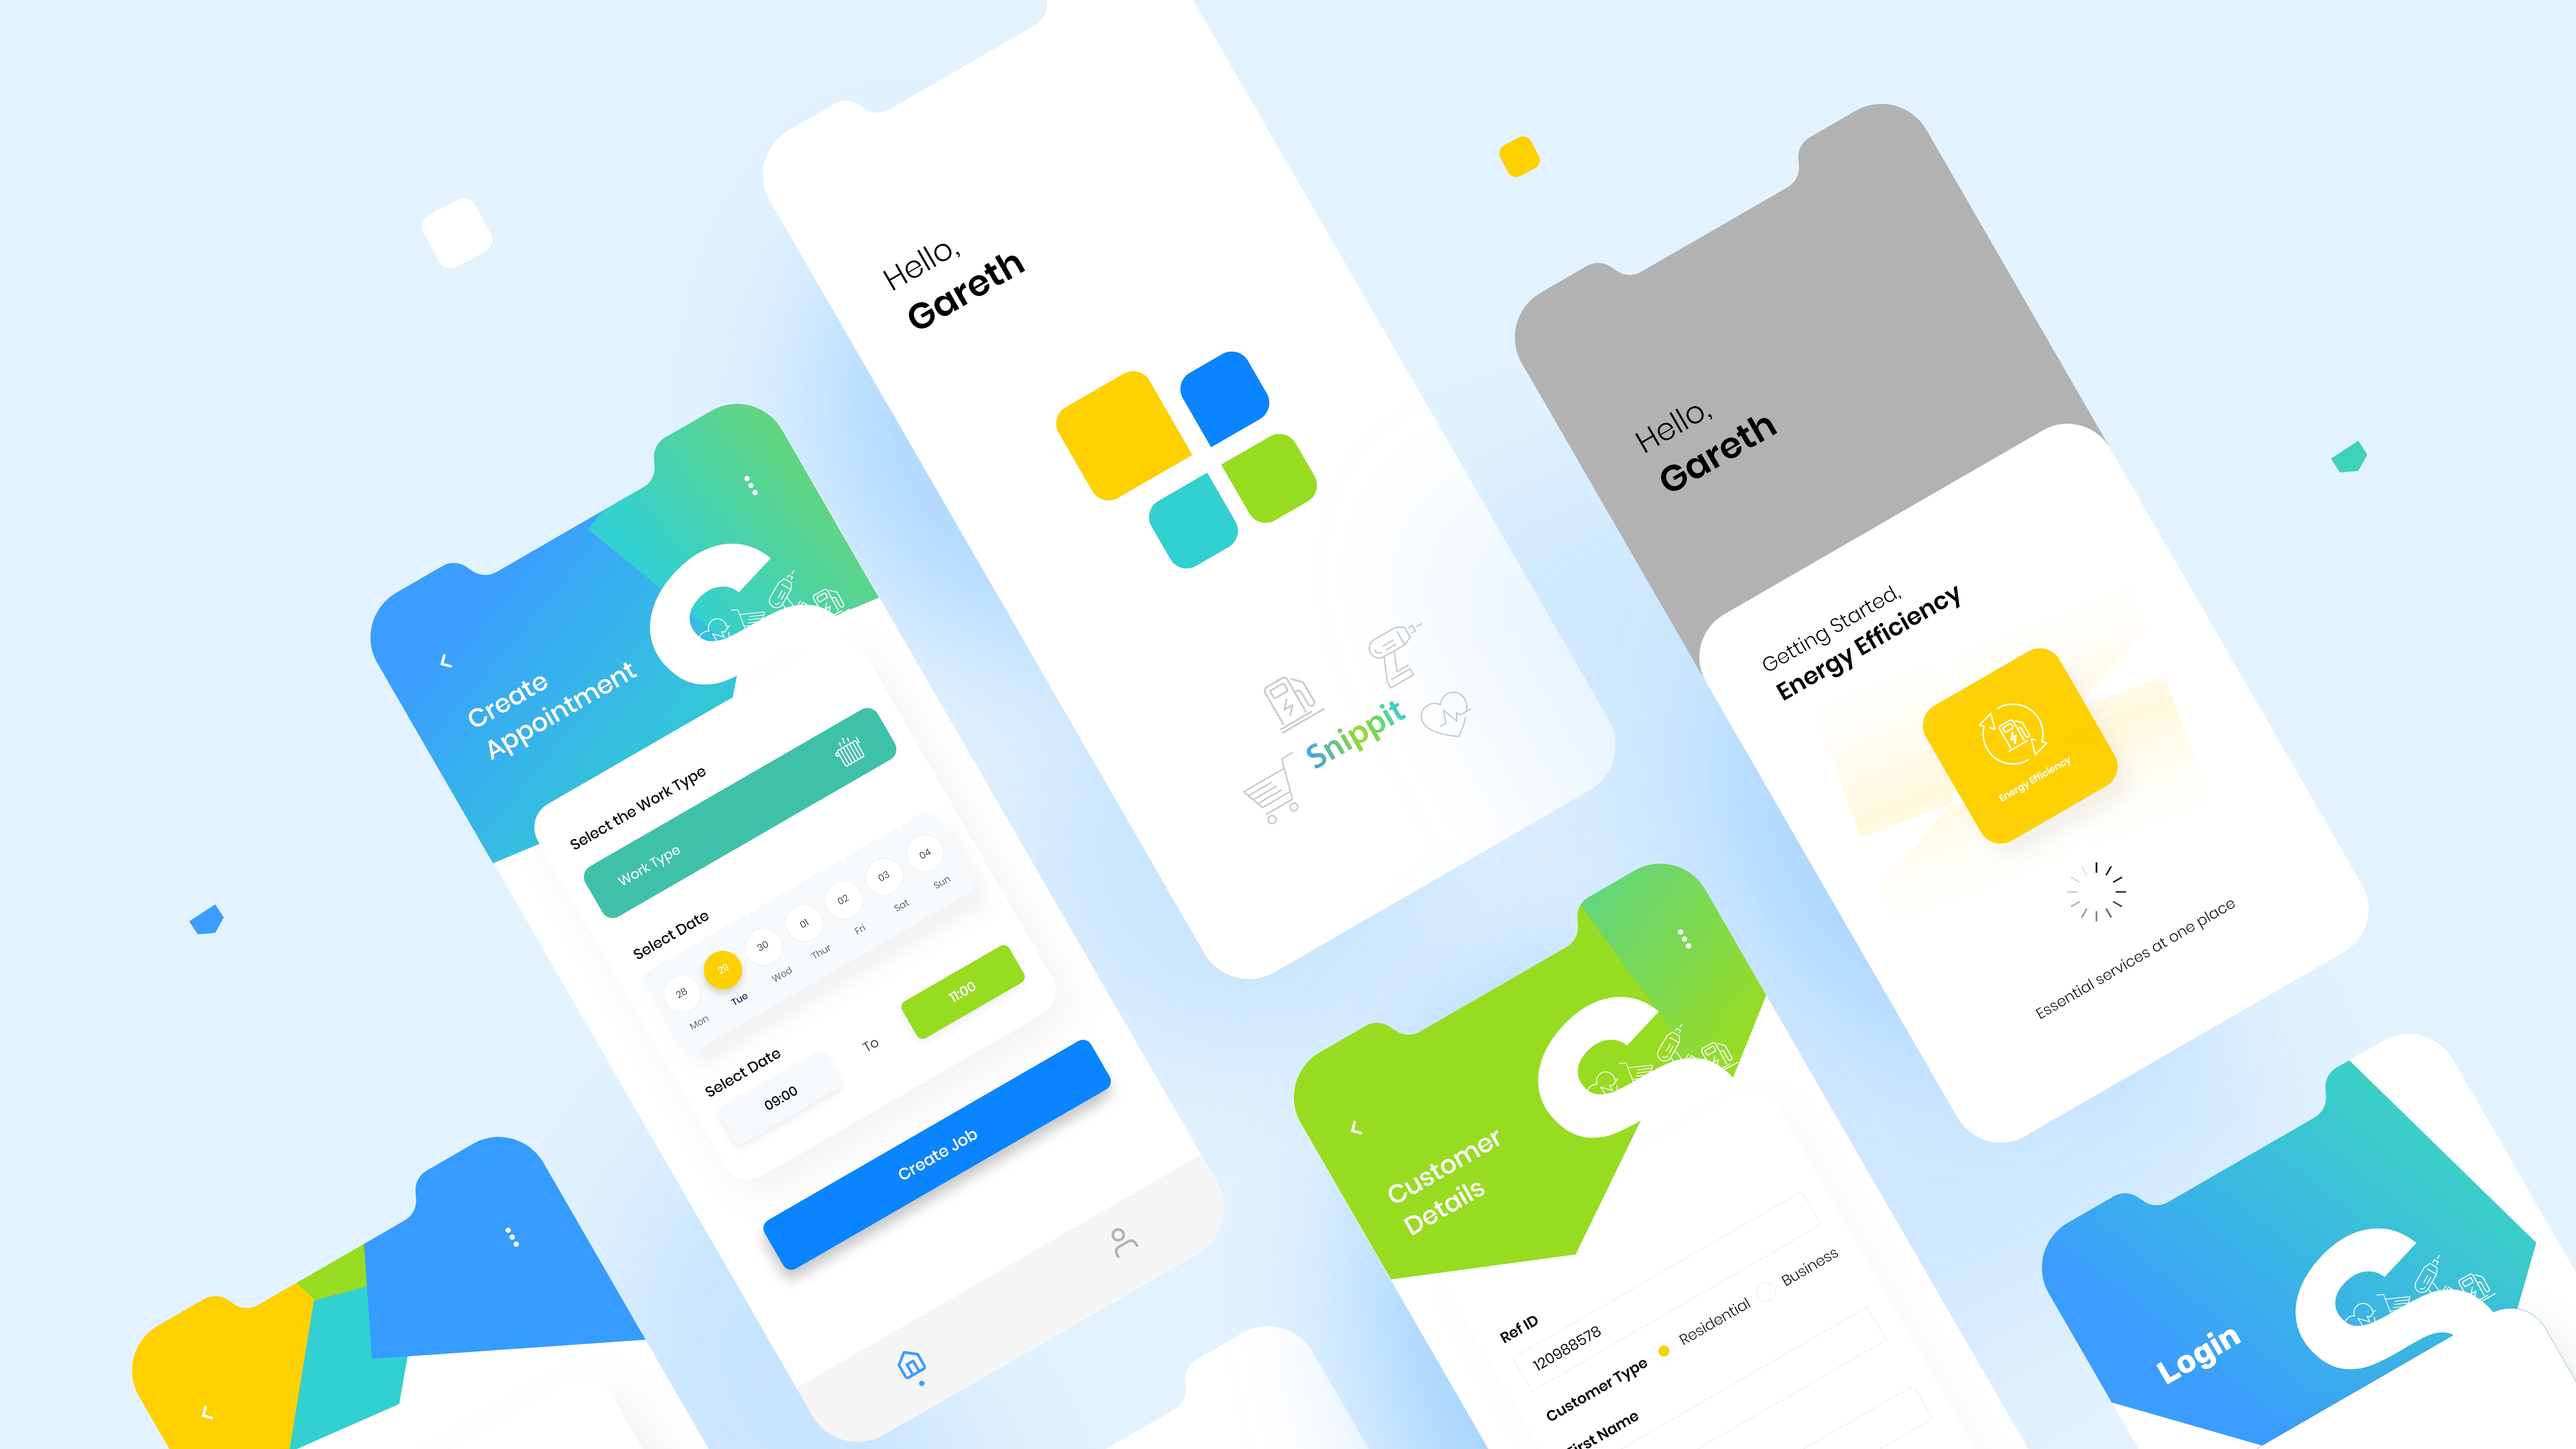 Hello,
Gareth
Snippit
Hello,
Gareth
Getting Started,
Energy Efficiency
Energy Efficiency
Essential services at one place
Create
Appointment
Select the Work Type
Work Type
Select Date
28 29 30 01 02 03 04
Mon Tue Wed Thur Fri Sat Sun
Select Date
09:00 To 11:00
Create Job
Customer
Details
Ref ID
120988578
Customer Type Residential Business
First Name
Login